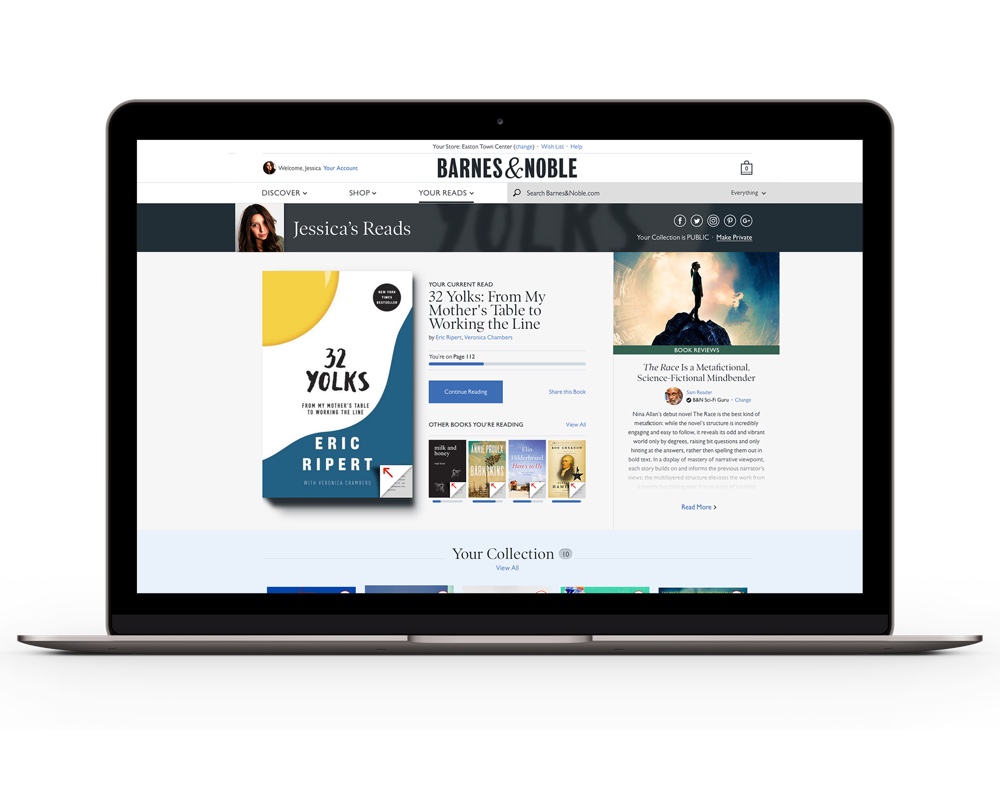 Your Store: Easton Town Center (change) · Wish List · Help
Welcome, Jessica Your Account
BARNES&NOBLE
0
DISCOVER
SHOP
YOUR READS
Search Barnes&Noble.com
Everything
YOLKS
Jessica's Reads
Your Collection is PUBLIC · Make Private
NEW YORK
TIMES
BESTSELLER
32
YOLKS
FROM MY MOTHER'S TABLE
TO WORKING THE LINE
ERIC
RIPERT
WITH VERONICA CHAMBERS
YOUR CURRENT READ
32 Yolks: From My
Mother's Table to
Working the Line
by Eric Ripert, Veronica Chambers
You're on Page 112
Continue Reading
Share this Book
OTHER BOOKS YOU'RE READING
View All
milk and
honey
ANNIE PROULX
BARKSKINS
Elin
Hilderbrand
Here's to Us
RON CHERNOW
BOOK REVIEWS
The Race Is a Metafictional,
Science-Fictional Mindbender
Sam Reader
B&N Sci-Fi Guru · Change
Nina Allan's debut novel The Race is the best kind of
metafiction: while the novel's structure is incredibly
engaging and easy to follow, it reveals its odd and vibrant
world only by degrees, raising bit questions and only
hinting at the answers, rather then spelling them out in
bold text. In a display of mastery of narrative viewpoint,
each story builds on and informs the previous narrator's
views; the multilayered structure elevates the work from
Read More
Your Collection 10
View All